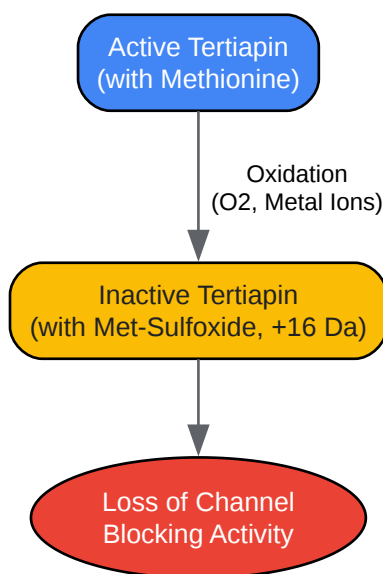 Active Tertiapin
(with Methionine)
Oxidation
(O2, Metal Ions)
Inactive Tertiapin
(with Met-Sulfoxide, +16 Da)
Loss of Channel
Blocking Activity